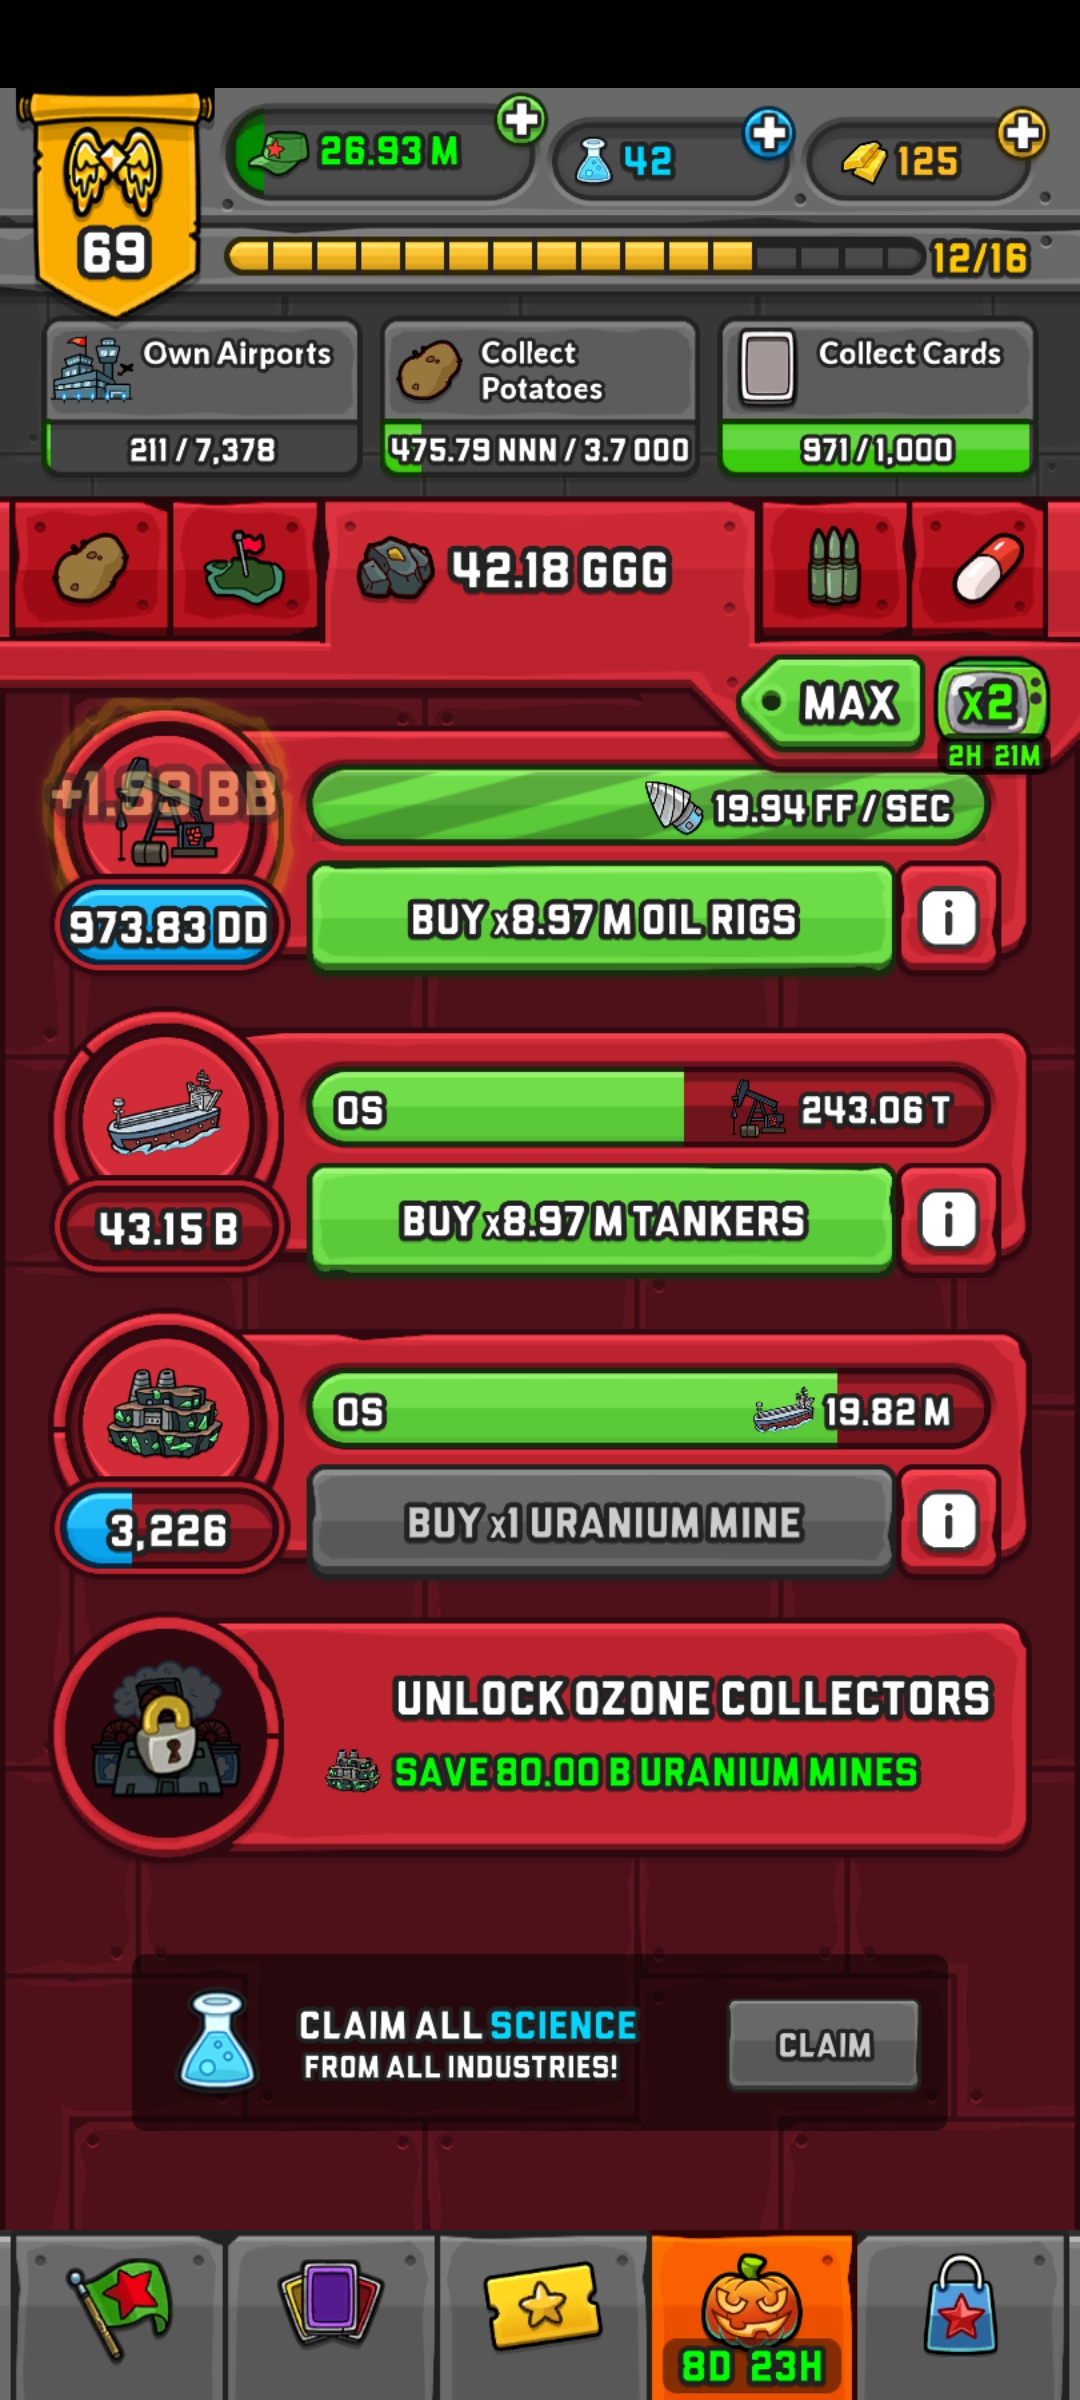 69
26.93 M
42
125
12/16
Own Airports
211 / 7,378
Collect
Potatoes
475.79 NNN / 3.7 OOO
Collect Cards
971 / 1,000
42.18 GGG
MAX
x2
2H 21M
+1.99 BB
19.94 FF / SEC
973.83 DD
BUY x8.97 M OIL RIGS
i
0S
243.06 T
43.15 B
BUY x8.97 M TANKERS
i
0S
19.82 M
3,226
BUY x1 URANIUM MINE
i
UNLOCK OZONE COLLECTORS
SAVE 80.00 B URANIUM MINES
CLAIM ALL SCIENCE
FROM ALL INDUSTRIES!
CLAIM
8D 23H